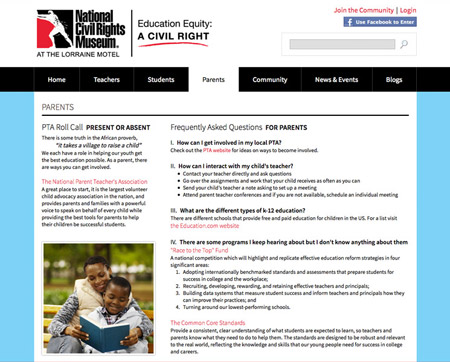 Join the Community | Login
Use Facebook to Enter
National
Civil Rights
Museum
AT THE LORRAINE MOTEL
Education Equity:
A CIVIL RIGHT
Home Teachers Students Parents Community News & Events Blogs
PARENTS
PTA Roll Call PRESENT OR ABSENT
There is some truth in the African proverb,
"it takes a village to raise a child"
We each have a role in helping our youth get
the best education possible. As a parent, there
are ways you can get involved.
The National Parent Teacher's Association
A great place to start, it is the largest volunteer
child advocacy association in the nation, and
provides parents and families with a powerful
voice to speak on behalf of every child while
providing the best tools for parents to help
their children be successful students.
Frequently Asked Questions FOR PARENTS
I. How can I get involved in my local PTA?
Check out the PTA website for ideas on ways to become involved.
II. How can I interact with my child's teacher?
• Contact your teacher directly and ask questions
• Go over the assignments and work that your child receives as often as you can
• Send your child's teacher a note asking to set up a meeting
• Attend parent teacher conferences and if you are not available, schedule an individual meeting
III. What are the different types of k-12 education?
There are different schools that provide free and paid education for children in the US. For a list visit
the Education.com website
IV. There are some programs I keep hearing about but I don't know anything about them
"Race to the Top" Fund
A national competition which will highlight and replicate effective education reform strategies in four
significant areas:
1. Adopting internationally benchmarked standards and assessments that prepare students for
success in college and the workplace;
2. Recruiting, developing, rewarding, and retaining effective teachers and principals;
3. Building data systems that measure student success and inform teachers and principals how they
can improve their practices; and
4. Turning around our lowest-performing schools.
The Common Core Standards
Provide a consistent, clear understanding of what students are expected to learn, so teachers and
parents know what they need to do to help them. The standards are designed to be robust and relevant
to the real world, reflecting the knowledge and skills that our young people need for success in college
and careers.